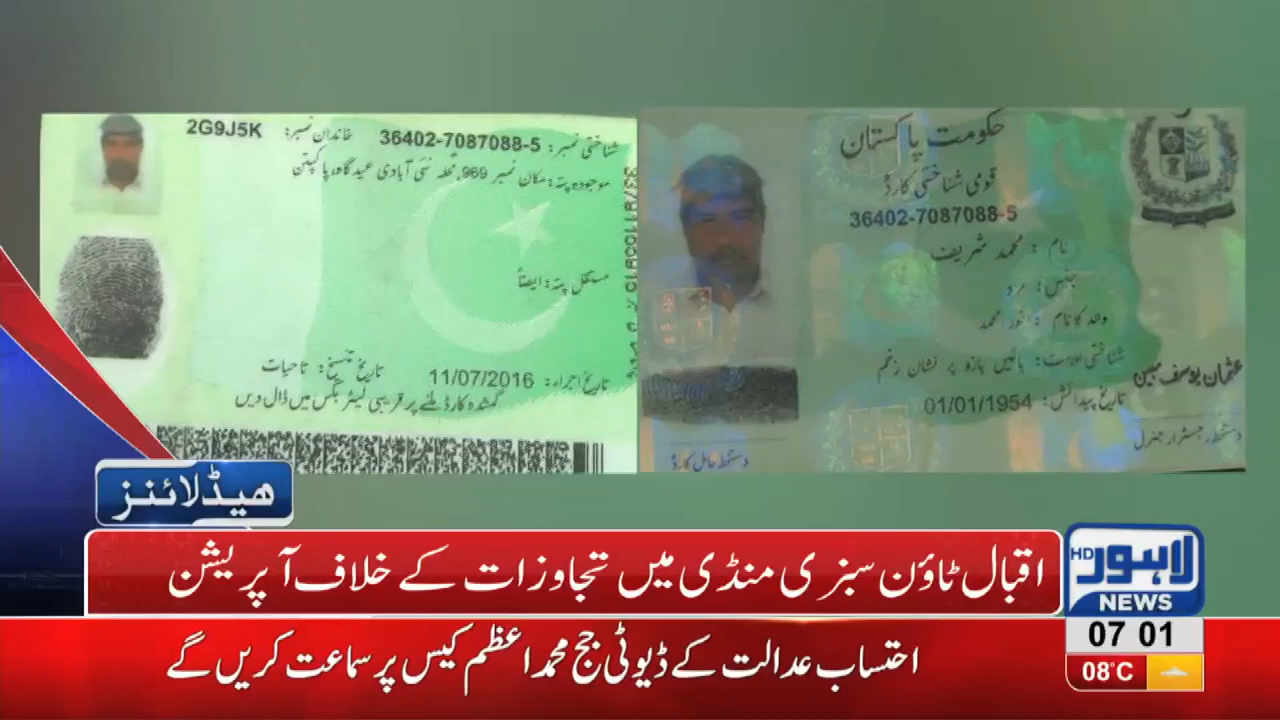 2G9J5K
شناختی نمبر: 36402-7087088-5 خاندان نمبر:
موجودہ پتہ: مکان نمبر 969، محلہ نئی آبادی عیدگاہ، پاکپتن
مستقل پتہ: ایضاً
تاریخ اجراء: 11/07/2016 تاریخ تنسیخ: تاحیات
گمشدہ کارڈ ملنے پر قریبی لیٹر بکس میں ڈال دیں
حکومت پاکستان
قومی شناختی کارڈ
36402-7087088-5
نام: محمد شریف
جنس: مرد
والد کا نام: انور محمد
شناختی علامت: بائیں بازو پر نشان زخم
تاریخ پیدائش: 01/01/1954
عثمان یوسف مبین
دستخط رجسٹرار جنرل
دستخط حامل کارڈ
ہیڈلائنز
اقبال ٹاؤن سبزی منڈی میں تجاوزات کے خلاف آپریشن
احتساب عدالت کے ڈیوٹی جج محمد اعظم کیس پر سماعت کریں گے
لاہور HD
NEWS
07 01
08°C